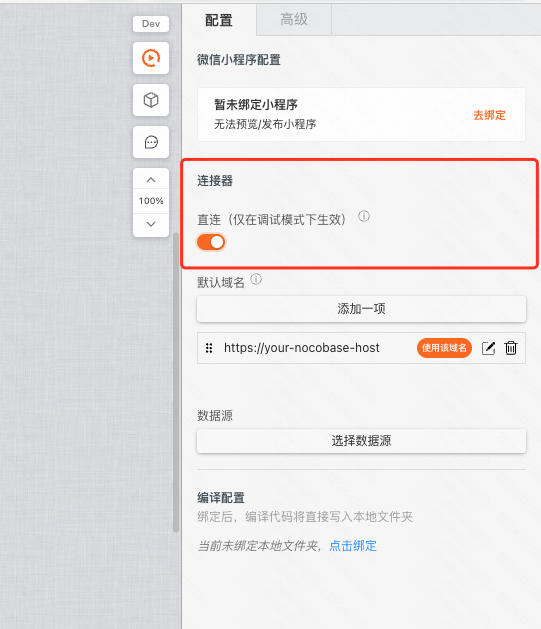 Dev
配置
高级
微信小程序配置
暂未绑定小程序
无法预览/发布小程序
去绑定
连接器
直连（仅在调试模式下生效）
100%
默认域名
添加一项
https://your-nocobase-host
使用该域名
数据源
选择数据源
编译配置
绑定后，编译代码将直接写入本地文件夹
当前未绑定本地文件夹，点击绑定